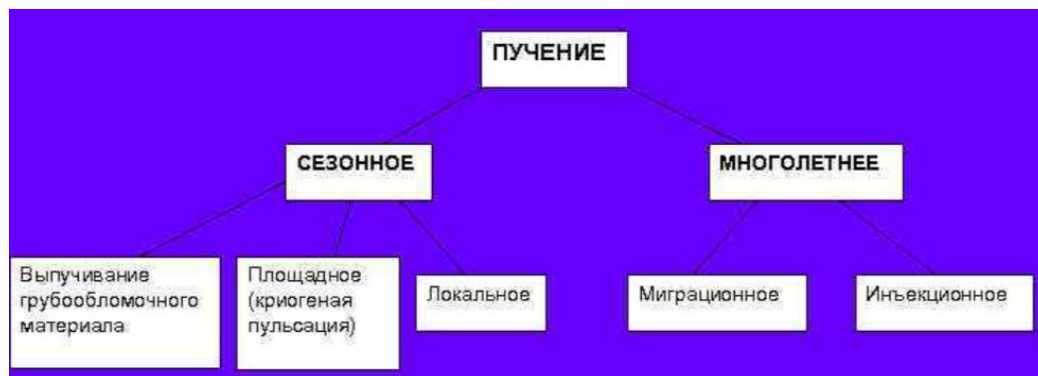 ПУЧЕНИЕ
СЕЗОННОЕ
МНОГОЛЕТНЕЕ
Выпучивание
грубообломочного
материала
Площадное
(криогеная
пульсация)
Локальное
Миграционное
Инъекционное